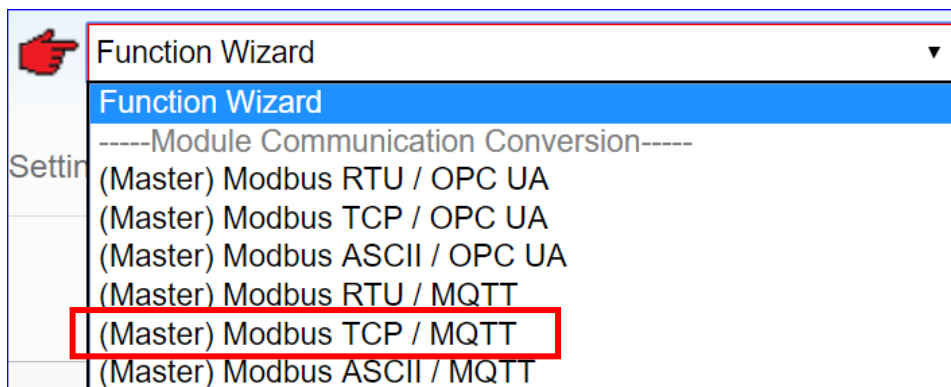 Function Wizard
Function Wizard
-----Module Communication Conversion-----
Settin
(Master) Modbus RTU / OPC UA
(Master) Modbus TCP / OPC UA
(Master) Modbus ASCII / OPC UA
(Master) Modbus RTU / MQTT
(Master) Modbus TCP / MQTT
(Master) Modbus ASCII / MQTT